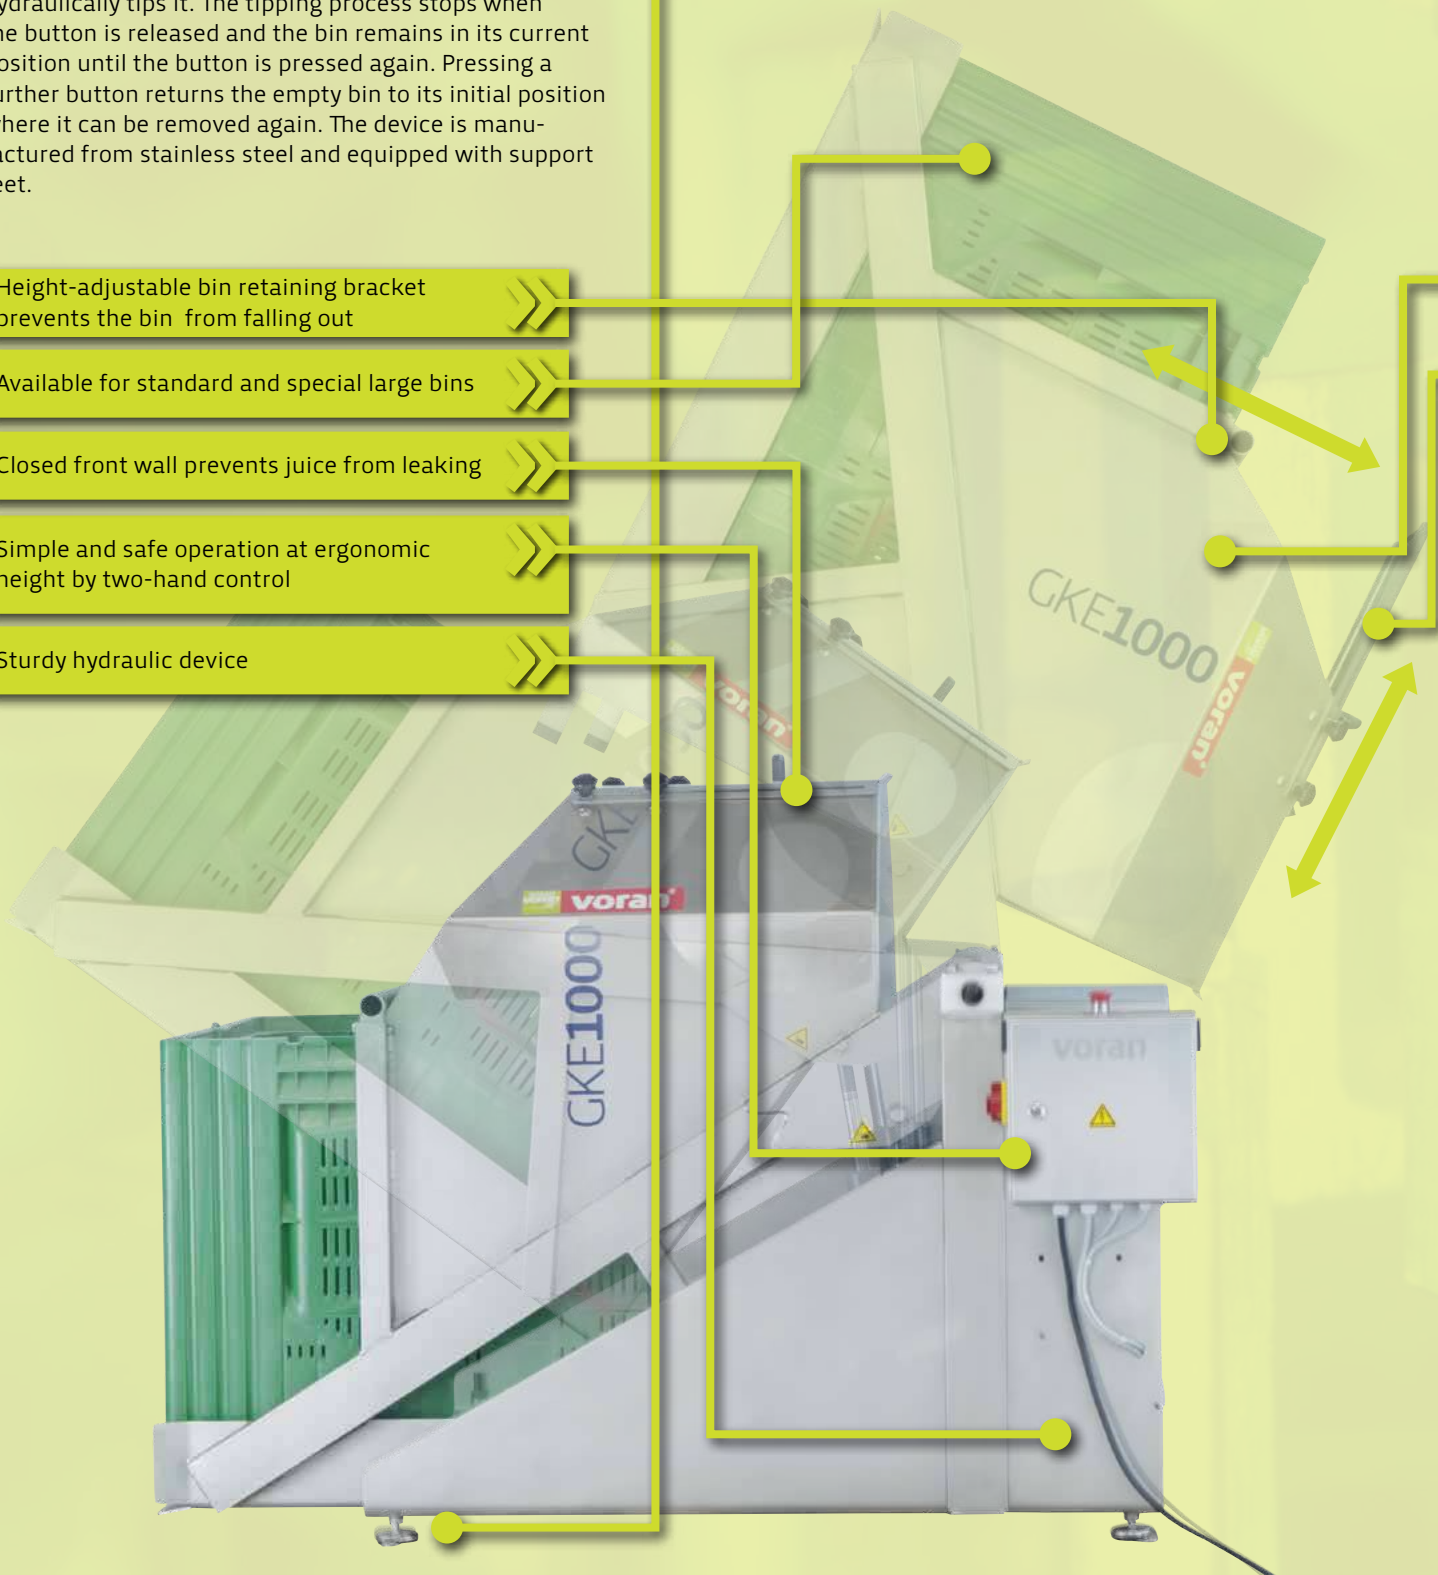 ydraulically tips it. The tipping process stops when
he button is released and the bin remains in its current
osition until the button is pressed again. Pressing a
urther button returns the empty bin to its initial position
where it can be removed again. The device is manu-
actured from stainless steel and equipped with support
eet.
Height-adjustable bin retaining bracket
prevents the bin from falling out
Available for standard and special large bins
Closed front wall prevents juice from leaking
Simple and safe operation at ergonomic
height by two-hand control
Sturdy hydraulic device
GKE1000
voran
voran
GKE
voran
GKE1000
voran